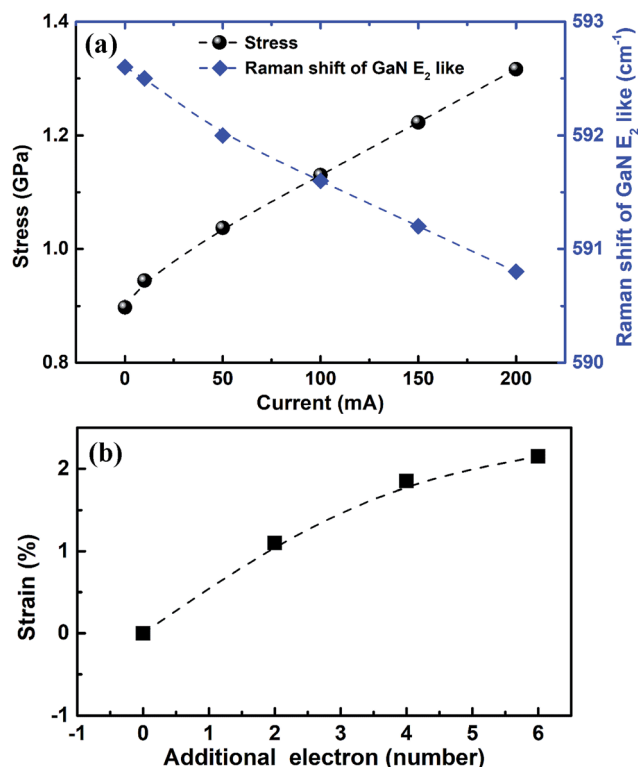 (a)
Stress
Raman shift of GaN E₂ like
1.4
1.2
1.0
0.8
Stress (GPa)
593
592
591
590
Raman shift of GaN E₂ like (cm⁻¹)
0 50 100 150 200
Current (mA)
(b)
2
1
0
-1
Strain (%)
0 1 2 3 4 5 6
Additional electron (number)